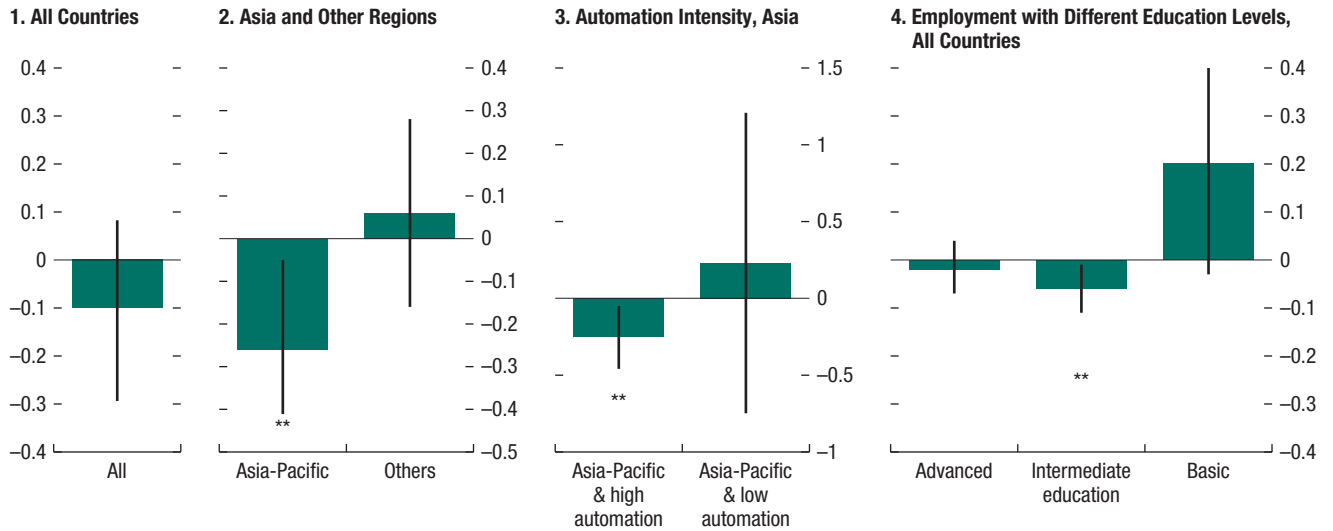 1. All Countries
0.4
0.3
0.2
0.1
0
–0.1
–0.2
–0.3
–0.4
All
2. Asia and Other Regions
0.4
0.3
0.2
0.1
0
–0.1
–0.2
–0.3
–0.4
–0.5
**
Asia-Pacific
Others
3. Automation Intensity, Asia
1.5
1
0.5
0
–0.5
–1
**
Asia-Pacific
& high
automation
Asia-Pacific
& low
automation
4. Employment with Different Education Levels,
All Countries
0.4
0.3
0.2
0.1
0
–0.1
–0.2
–0.3
–0.4
**
Advanced
Intermediate
education
Basic